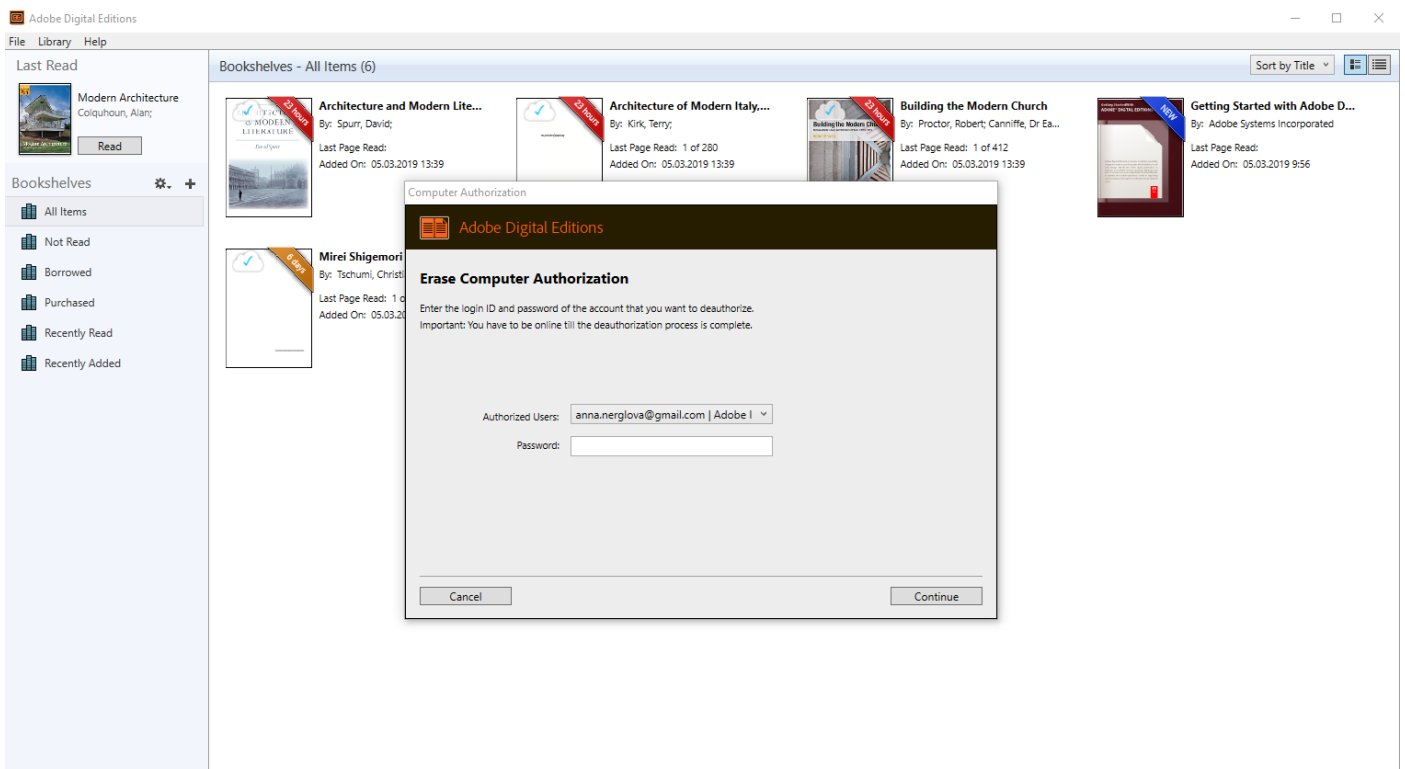 Adobe Digital Editions
File Library Help
Last Read
Modern Architecture
Colquhoun, Alan;
Read
Bookshelves
All Items
Not Read
Borrowed
Purchased
Recently Read
Recently Added
Bookshelves - All Items (6)
Sort by Title
23 hours
& MODERN
LITERATURE
David Spurr
Architecture and Modern Lite...
By: Spurr, David;
Last Page Read:
Added On: 05.03.2019 13:39
23 hours
Architecture of Modern Italy,...
By: Kirk, Terry;
Last Page Read: 1 of 280
Added On: 05.03.2019 13:39
23 hours
Building the Modern Church
By: Proctor, Robert; Canniffe, Dr Ea...
Last Page Read: 1 of 412
Added On: 05.03.2019 13:39
NEW
Getting Started with Adobe D...
By: Adobe Systems Incorporated
Last Page Read:
Added On: 05.03.2019 9:56
6 days
Mirei Shigemori
By: Tschumi, Christi
Last Page Read: 1 o
Added On: 05.03.20
Computer Authorization
Adobe Digital Editions
Erase Computer Authorization
Enter the login ID and password of the account that you want to deauthorize.
Important: You have to be online till the deauthorization process is complete.
Authorized Users: anna.nerglova@gmail.com | Adobe I
Password:
Cancel
Continue